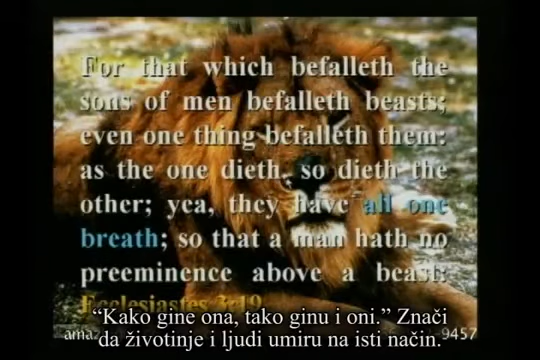 For that which befalleth the
sons of men befalleth beasts;
even one thing befalleth them:
as the one dieth, so dieth the
other; yea, they have all one
breath; so that a man hath no
preeminence above a beast:
Ecclesiastes 3:19
“Kako gine ona, tako ginu i oni.” Znači
da životinje i ljudi umiru na isti način.
9457